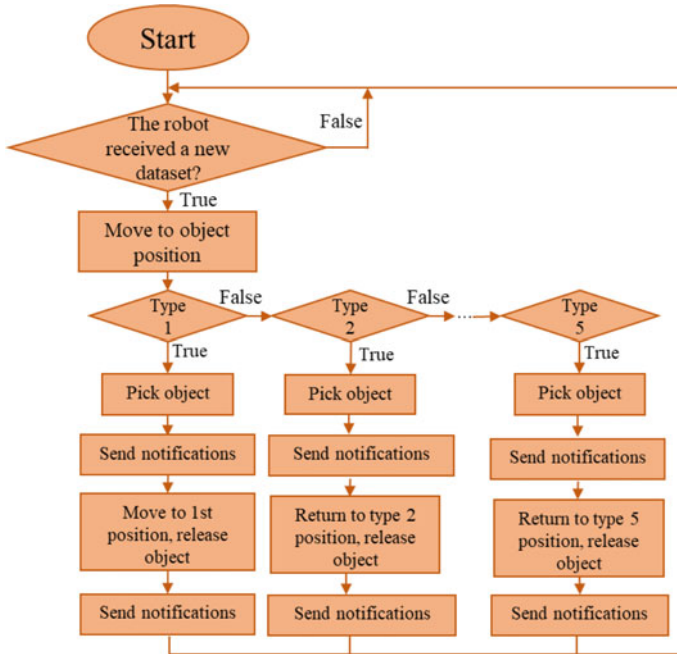 Start
The robot
received a new
dataset?
False
True
Move to object
position
Type
1
False
Type
2
False
.....
Type
5
True
True
True
Pick object
Pick object
Pick object
Send notifications
Send notifications
Send notifications
Move to 1st
position, release
object
Return to type 2
position, release
object
Return to type 5
position, release
object
Send notifications
Send notifications
Send notifications